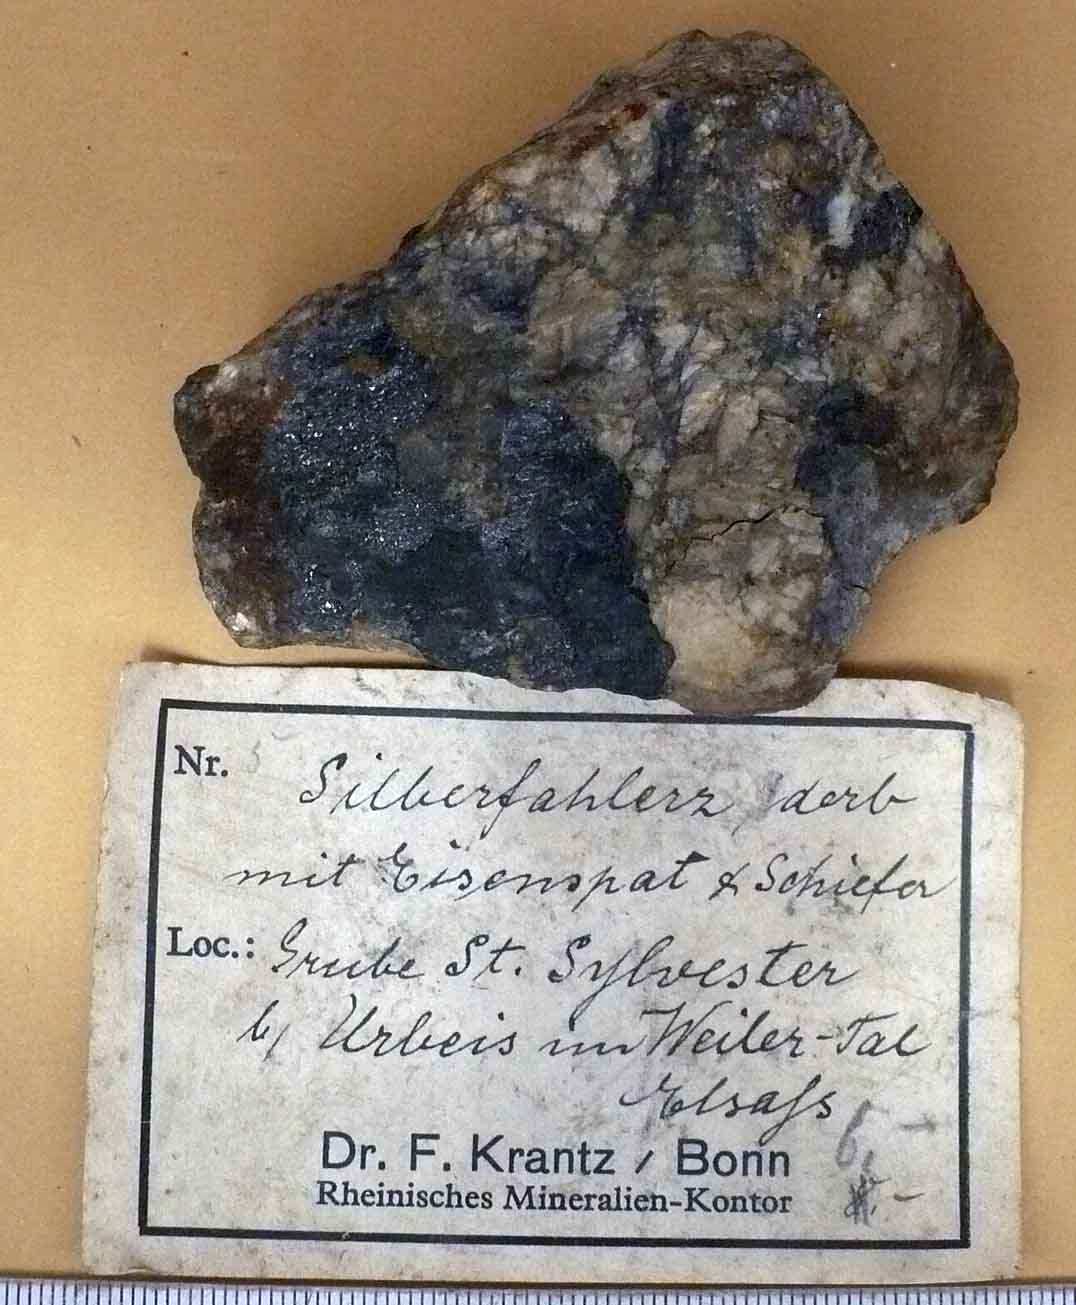 Nr.
Silberfahlerz, derb
mit Eisenspat & Schiefer
Loc.: Grube St. Sylvester
b/ Urbeis im Weiler-Tal
Elsaſs
Dr. F. Krantz / Bonn
Rheinisches Mineralien-Kontor